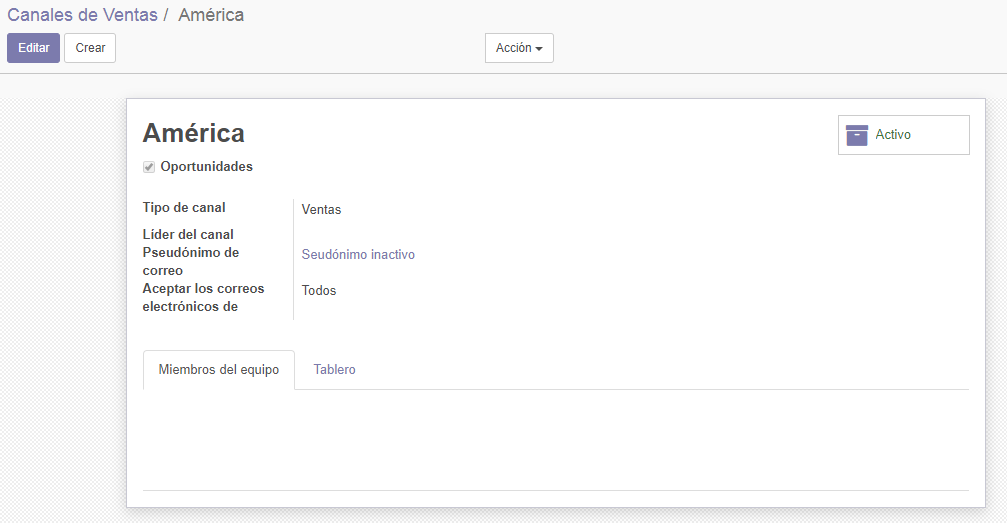 Canales de Ventas / América
Editar Crear Acción
América
Activo
Oportunidades
Tipo de canal Ventas
Líder del canal
Pseudónimo de
correo
Seudónimo inactivo
Aceptar los correos
electrónicos de
Todos
Miembros del equipo Tablero